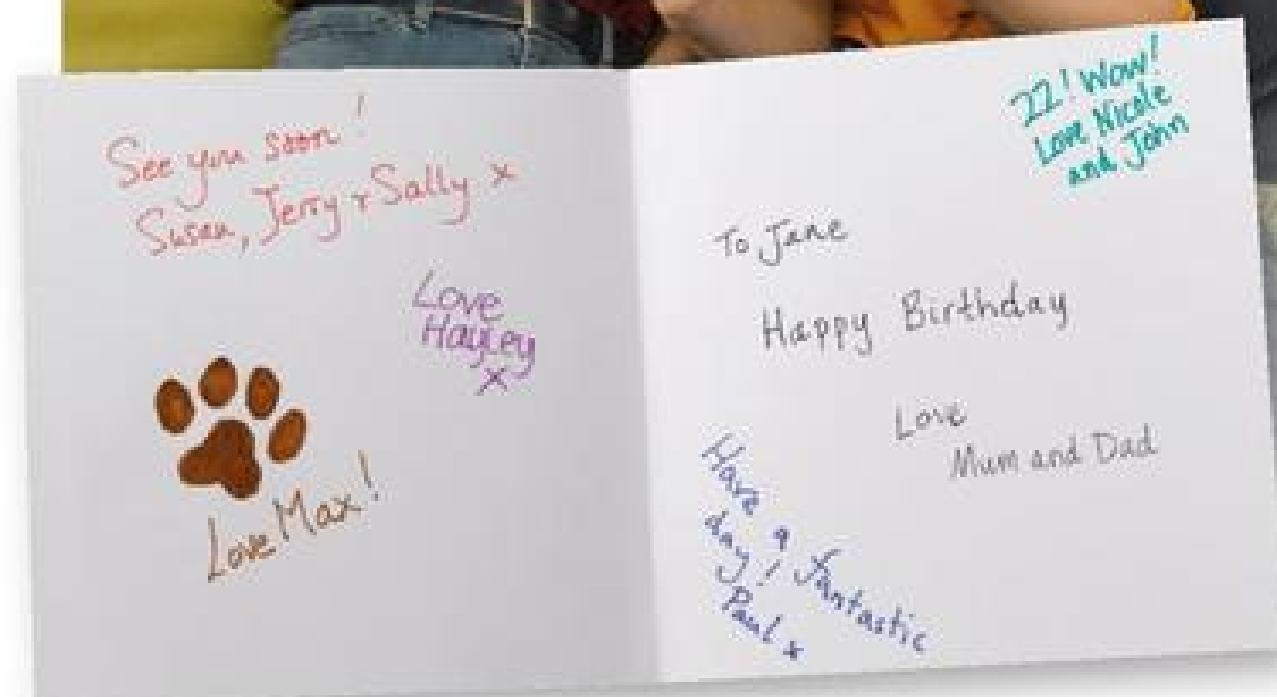 See you soon!
Susan, Jerry + Sally x
Love
Hayley
x
Love Max!
22! Wow!
Love Nicole
and John
To Jane
Happy Birthday
Love
Mum and Dad
Have a fantastic
day!
Paul x